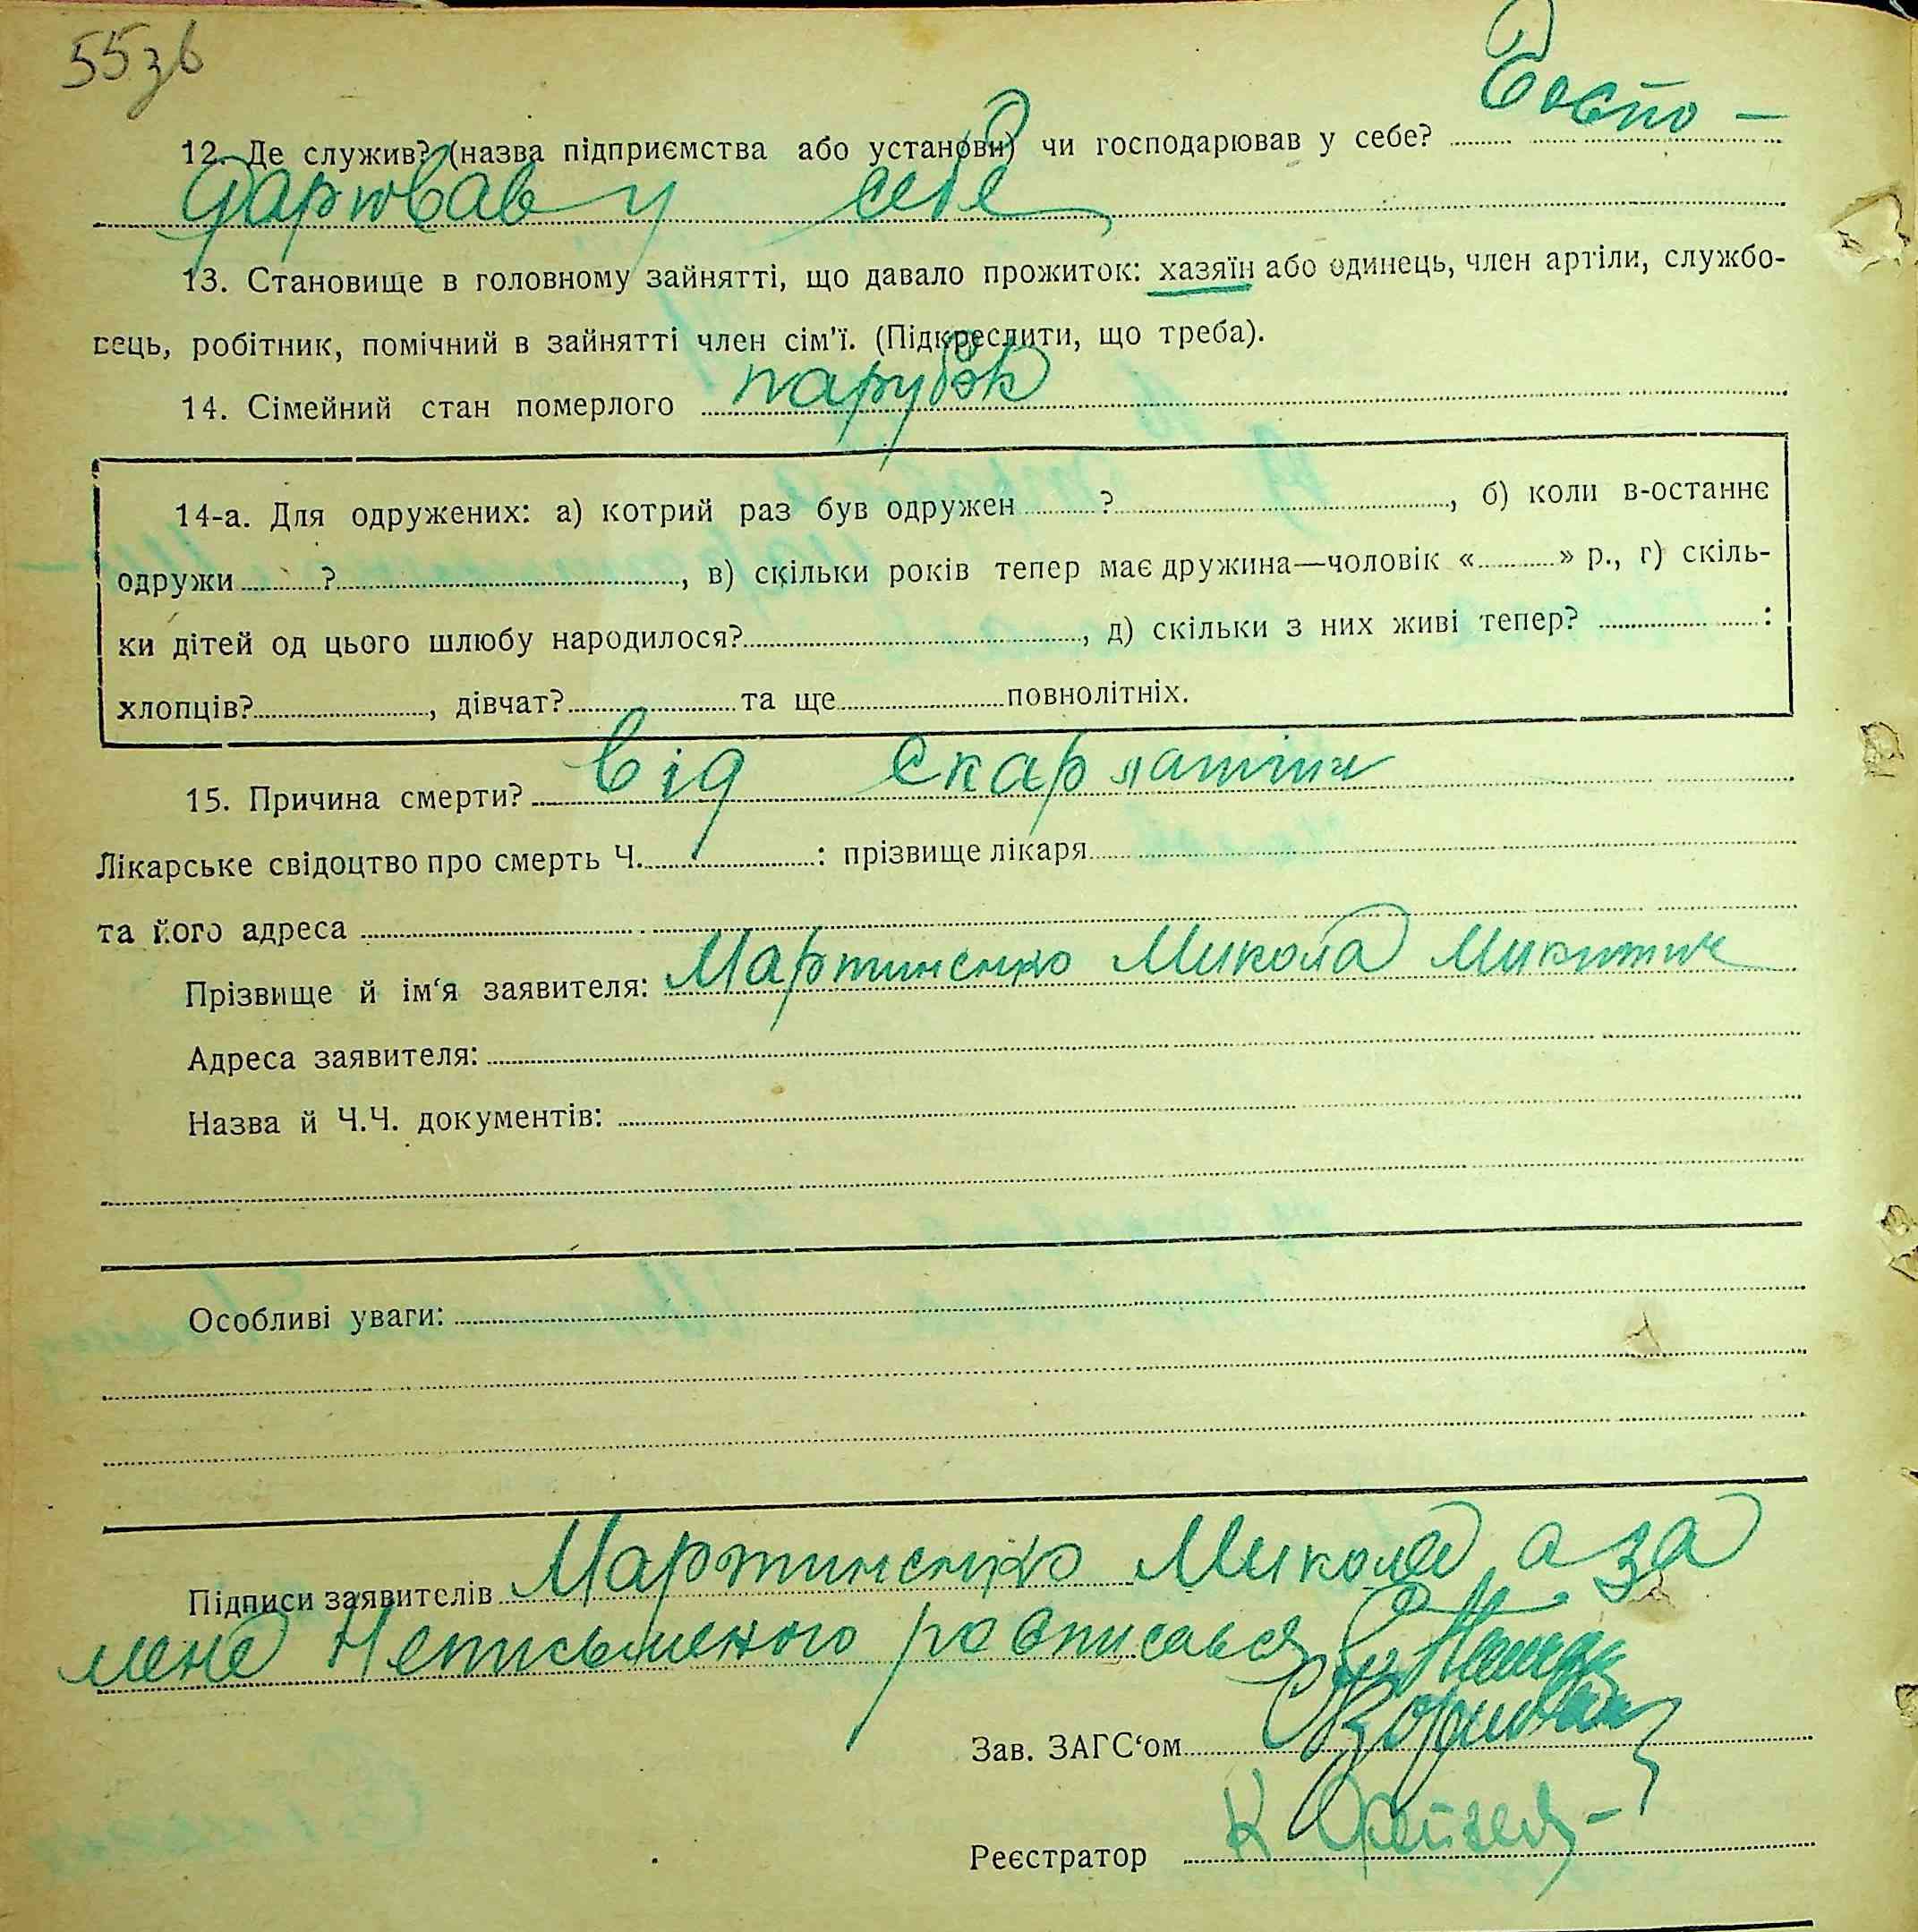 55зв
12. Де служив? (назва підприємства або установи) чи господарював у себе? Госпо-
дарював у себе
13. Становище в головному зайнятті, що давало прожиток: хазяїн або одинець, член артіли, службо-
вець, робітник, помічний в зайнятті член сім'ї. (Підкреслити, що треба).
14. Сімейний стан померлого парубок
14-а. Для одружених: а) котрий раз був одружен ? , б) коли в-останнє
одружи ? , в) скільки років тепер має дружина—чоловік « » р., г) скіль-
ки дітей од цього шлюбу народилося? , д) скільки з них живі тепер? :
хлопців? , дівчат? та ще повнолітніх.
15. Причина смерти? від скарлатини
Лікарське свідоцтво про смерть Ч. : прізвище лікаря
та його адреса
Прізвище й ім'я заявителя: Мартиненко Микола Микитич
Адреса заявителя:
Назва й Ч.Ч. документів:
Особливі уваги:
Підписи заявителів Мартиненко Микола а за
мене Неписьменого росписався
Зав. ЗАГС'ом
Реєстратор К